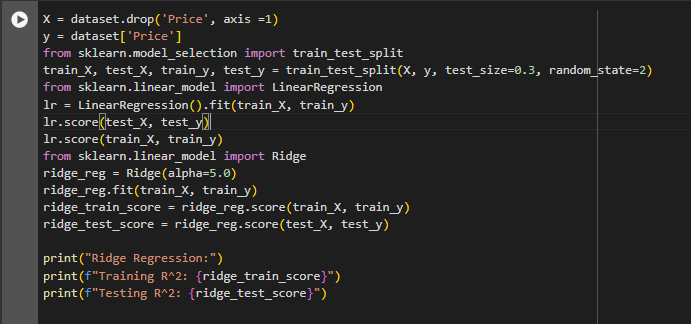 X = dataset.drop('Price', axis =1)
y = dataset['Price']
from sklearn.model_selection import train_test_split
train_X, test_X, train_y, test_y = train_test_split(X, y, test_size=0.3, random_state=2)
from sklearn.linear_model import LinearRegression
lr = LinearRegression().fit(train_X, train_y)
lr.score(test_X, test_y)
lr.score(train_X, train_y)
from sklearn.linear_model import Ridge
ridge_reg = Ridge(alpha=5.0)
ridge_reg.fit(train_X, train_y)
ridge_train_score = ridge_reg.score(train_X, train_y)
ridge_test_score = ridge_reg.score(test_X, test_y)
print("Ridge Regression:")
print(f"Training R^2: {ridge_train_score}")
print(f"Testing R^2: {ridge_test_score}")